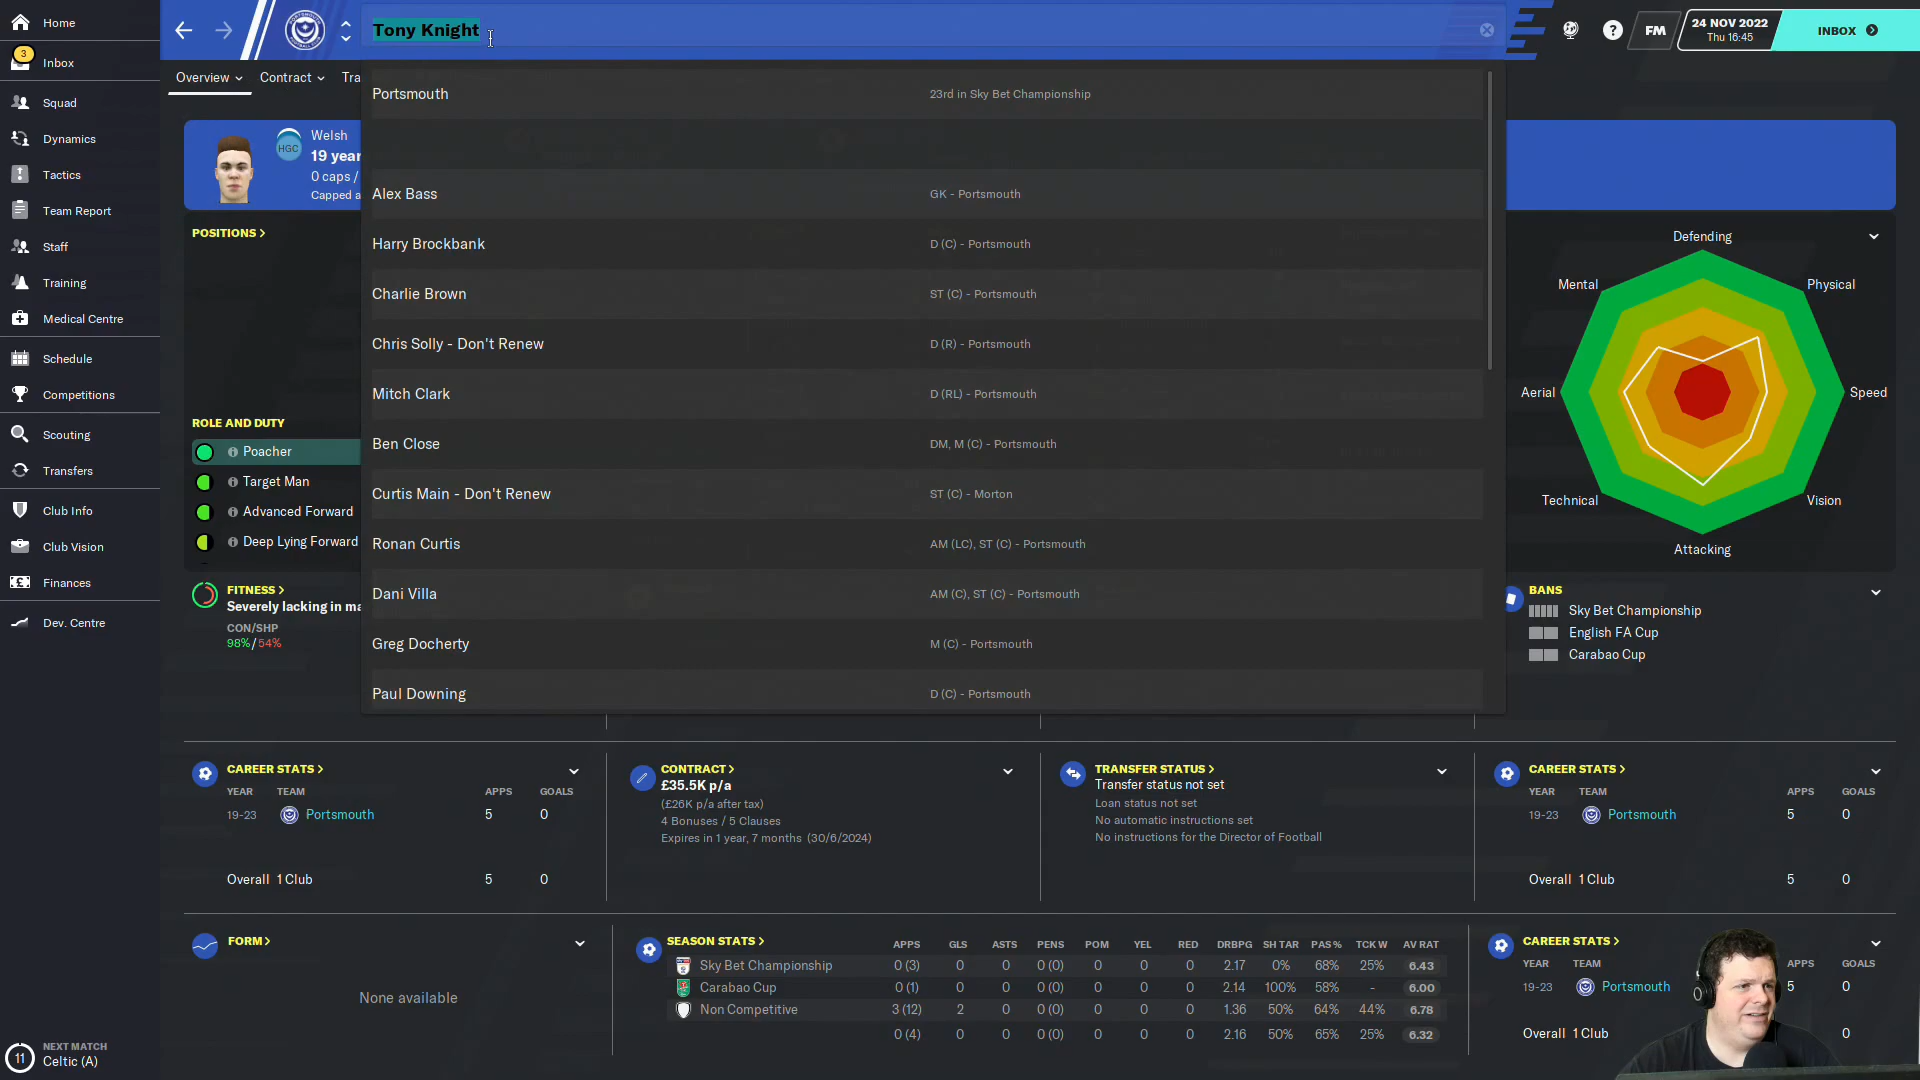 Home
3
Inbox
Squad
Dynamics
Tactics
Team Report
Staff
Training
Medical Centre
Schedule
Competitions
Scouting
Transfers
Club Info
Club Vision
Finances
Dev. Centre
11
NEXT MATCH
Celtic (A)
Tony Knight
FM
24 NOV 2022
Thu 16:45
INBOX
Overview
Contract
Tra
Portsmouth 23rd in Sky Bet Championship
Alex Bass GK - Portsmouth
Harry Brockbank D (C) - Portsmouth
Charlie Brown ST (C) - Portsmouth
Chris Solly - Don't Renew D (R) - Portsmouth
Mitch Clark D (RL) - Portsmouth
Ben Close DM, M (C) - Portsmouth
Curtis Main - Don't Renew ST (C) - Morton
Ronan Curtis AM (LC), ST (C) - Portsmouth
Dani Villa AM (C), ST (C) - Portsmouth
Greg Docherty M (C) - Portsmouth
Paul Downing D (C) - Portsmouth
HGC
Welsh
19 yea
0 caps /
Capped a
POSITIONS >
ROLE AND DUTY
Poacher
Target Man
Advanced Forward
Deep Lying Forward
FITNESS >
Severely lacking in ma
CON/SHP
98% / 54%
Defending
Mental
Physical
Aerial
Speed
Technical
Vision
Attacking
BANS
Sky Bet Championship
English FA Cup
Carabao Cup
CAREER STATS >
YEAR TEAM APPS GOALS
19-23 Portsmouth 5 0
Overall 1 Club 5 0
CONTRACT >
£35.5K p/a
(£26K p/a after tax)
4 Bonuses / 5 Clauses
Expires in 1 year, 7 months (30/6/2024)
TRANSFER STATUS >
Transfer status not set
Loan status not set
No automatic instructions set
No instructions for the Director of Football
CAREER STATS >
YEAR TEAM APPS GOALS
19-23 Portsmouth 5 0
Overall 1 Club 5 0
FORM >
None available
SEASON STATS > APPS GLS ASTS PENS POM YEL RED DRBPG SH TAR PAS % TCK W AV RAT
Sky Bet Championship 0 (3) 0 0 0 (0) 0 0 0 2.17 0% 68% 25% 6.43
Carabao Cup 0 (1) 0 0 0 (0) 0 0 0 2.14 100% 58% - 6.00
Non Competitive 3 (12) 2 0 0 (0) 0 0 0 1.36 50% 64% 44% 6.78
0 (4) 0 0 0 (0) 0 0 0 2.16 50% 65% 25% 6.32
CAREER STATS >
YEAR TEAM APPS GOALS
19-23 Portsmouth 5 0
Overall 1 Club 0